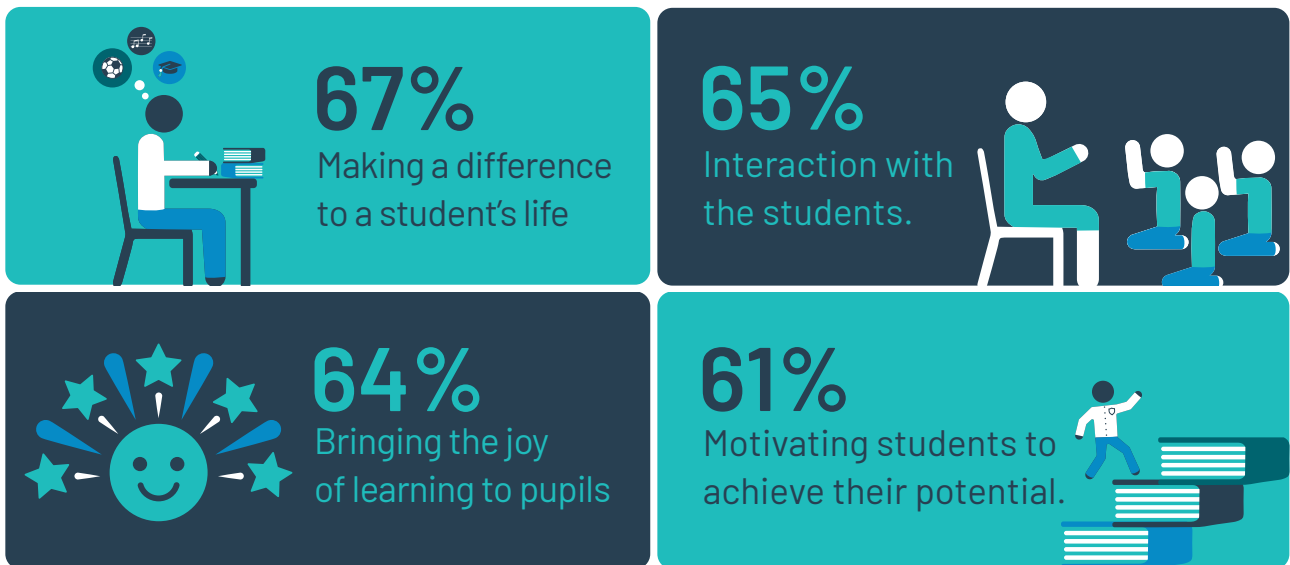 67%
Making a difference
to a student's life
65%
Interaction with
the students.
64%
Bringing the joy
of learning to pupils
61%
Motivating students to
achieve their potential.